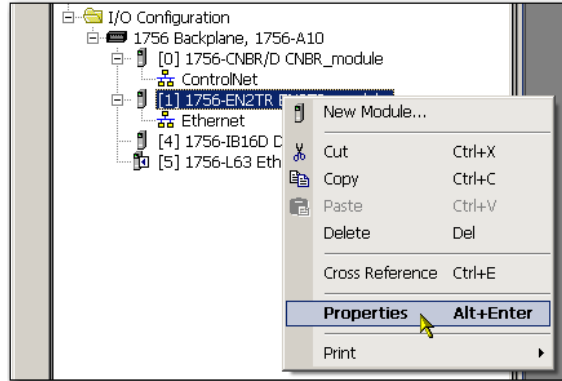 I/O Configuration
1756 Backplane, 1756-A10
[0] 1756-CNBR/D CNBR_module
ControlNet
[1] 1756-EN2TR
Ethernet
[4] 1756-IB16D D
[5] 1756-L63 Eth
New Module...
Cut Ctrl+X
Copy Ctrl+C
Paste Ctrl+V
Delete Del
Cross Reference Ctrl+E
Properties Alt+Enter
Print